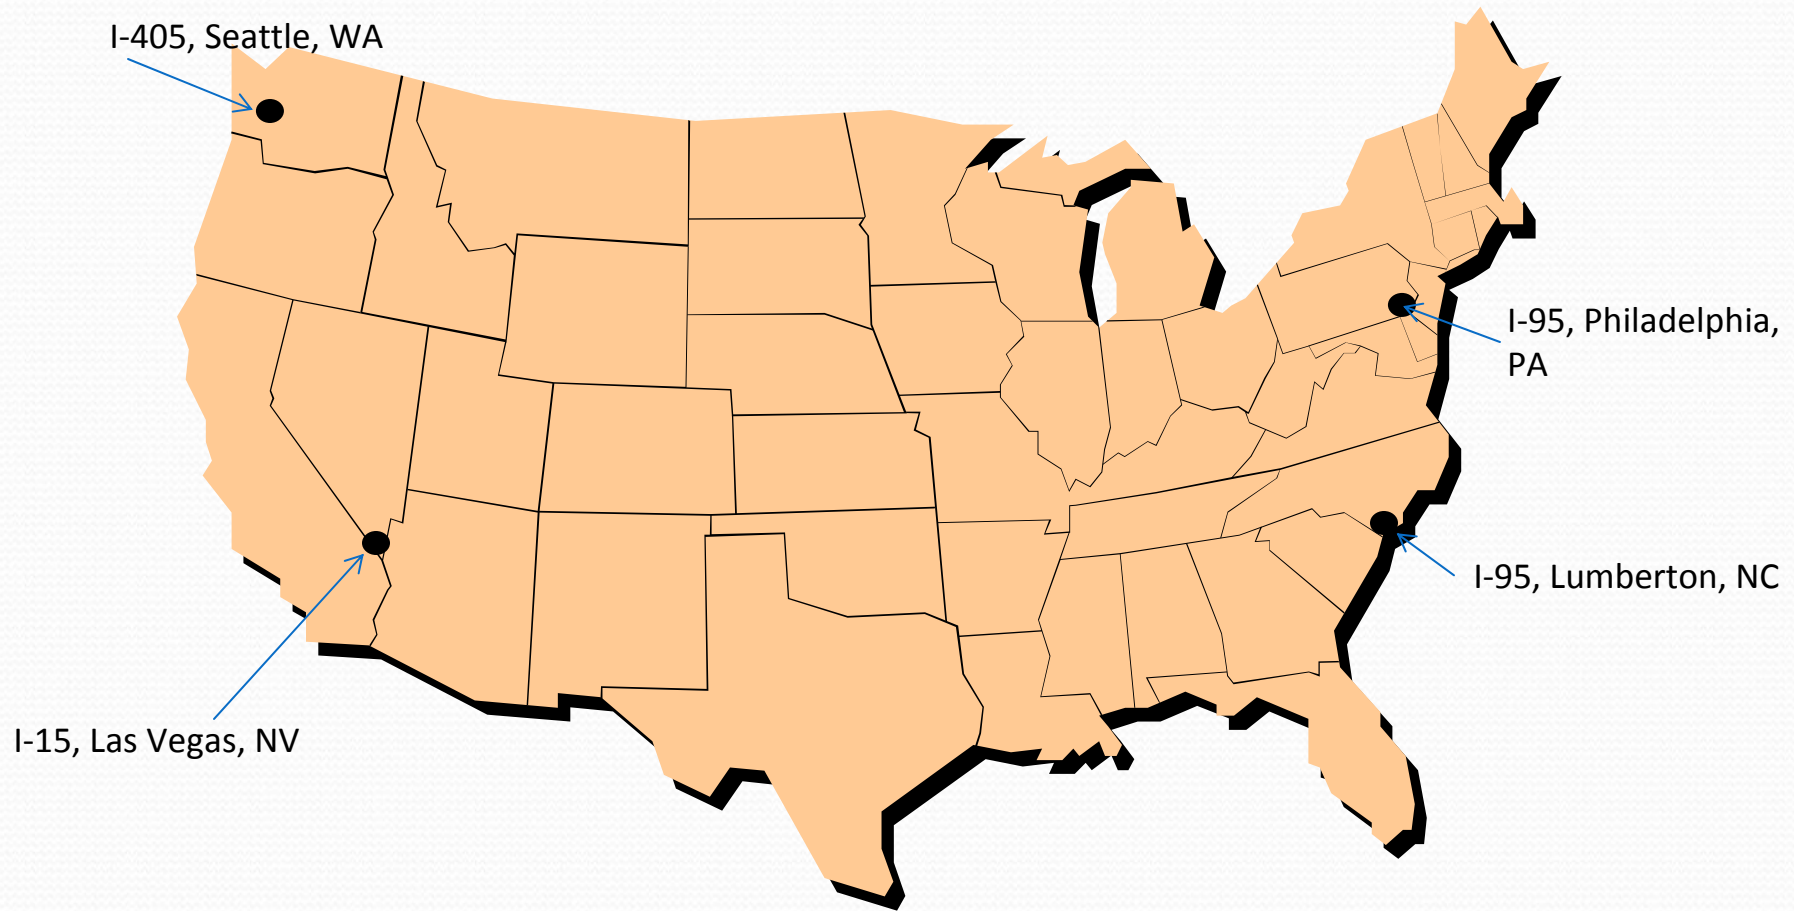 I-405, Seattle, WA
I-95, Philadelphia,
PA
I-95, Lumberton, NC
I-15, Las Vegas, NV